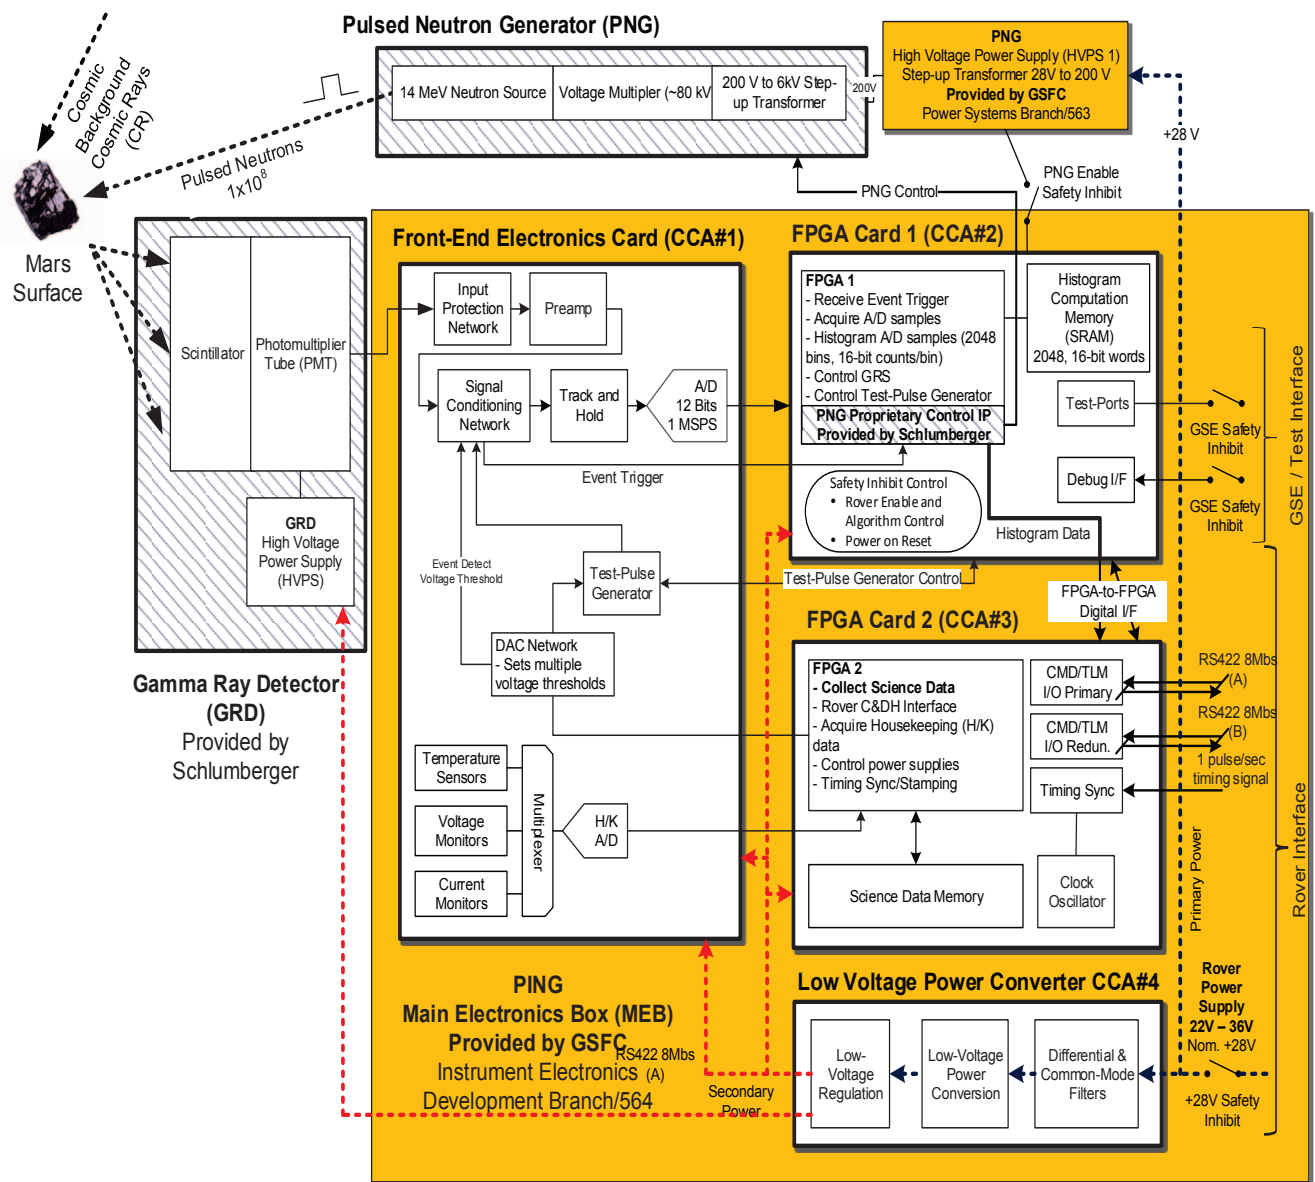 Pulsed Neutron Generator (PNG)
14 MeV Neutron Source
Voltage Multipler (~80 kV
200 V to 6kV Step-
up Transformer
200V
PNG
High Voltage Power Supply (HVPS 1)
Step-up Transformer 28V to 200 V
Provided by GSFC
Power Systems Branch/563
+28 V
PNG Enable
Safety Inhibit
PNG Control
Cosmic
Background
Cosmic Rays
(CR)
Pulsed Neutrons
1x10⁸
Mars
Surface
Scintillator
Photomultiplier
Tube (PMT)
GRD
High Voltage
Power Supply
(HVPS)
Gamma Ray Detector
(GRD)
Provided by
Schlumberger
Front-End Electronics Card (CCA#1)
Input
Protection
Network
Preamp
Signal
Conditioning
Network
Track and
Hold
A/D
12 Bits
1 MSPS
Event Trigger
Event Detect
Voltage Threshold
Test-Pulse
Generator
DAC Network
- Sets multiple
voltage thresholds
Temperature
Sensors
Voltage
Monitors
Current
Monitors
Multiplexer
H/K
A/D
PING
Main Electronics Box (MEB)
Provided by GSFC
Instrument Electronics
Development Branch/564
RS422 8Mbs
(A)
Secondary
Power
FPGA Card 1 (CCA#2)
FPGA 1
- Receive Event Trigger
- Acquire A/D samples
- Histogram A/D samples (2048
bins, 16-bit counts/bin)
- Control GRS
- Control Test-Pulse Generator
PNG Proprietary Control IP
Provided by Schlumberger
Histogram
Computation
Memory
(SRAM)
2048, 16-bit words
Test-Ports
Debug I/F
GSE Safety
Inhibit
GSE Safety
Inhibit
GSE / Test Interface
Safety Inhibit Control
• Rover Enable and
Algorithm Control
• Power on Reset
Histogram Data
Test-Pulse Generator Control
FPGA-to-FPGA
Digital I/F
FPGA Card 2 (CCA#3)
FPGA 2
- Collect Science Data
- Rover C&DH Interface
- Acquire Housekeeping (H/K)
data
- Control power supplies
- Timing Sync/Stamping
CMD/TLM
I/O Primary
CMD/TLM
I/O Redun.
Timing Sync
Clock
Oscillator
Science Data Memory
RS422 8Mbs
(A)
RS422 8Mbs
(B)
1 pulse/sec
timing signal
Rover Interface
Primary Power
Low Voltage Power Converter CCA#4
Low-
Voltage
Regulation
Low-Voltage
Power
Conversion
Differential &
Common-Mode
Filters
Rover
Power
Supply
22V – 36V
Nom. +28V
+28V Safety
Inhibit